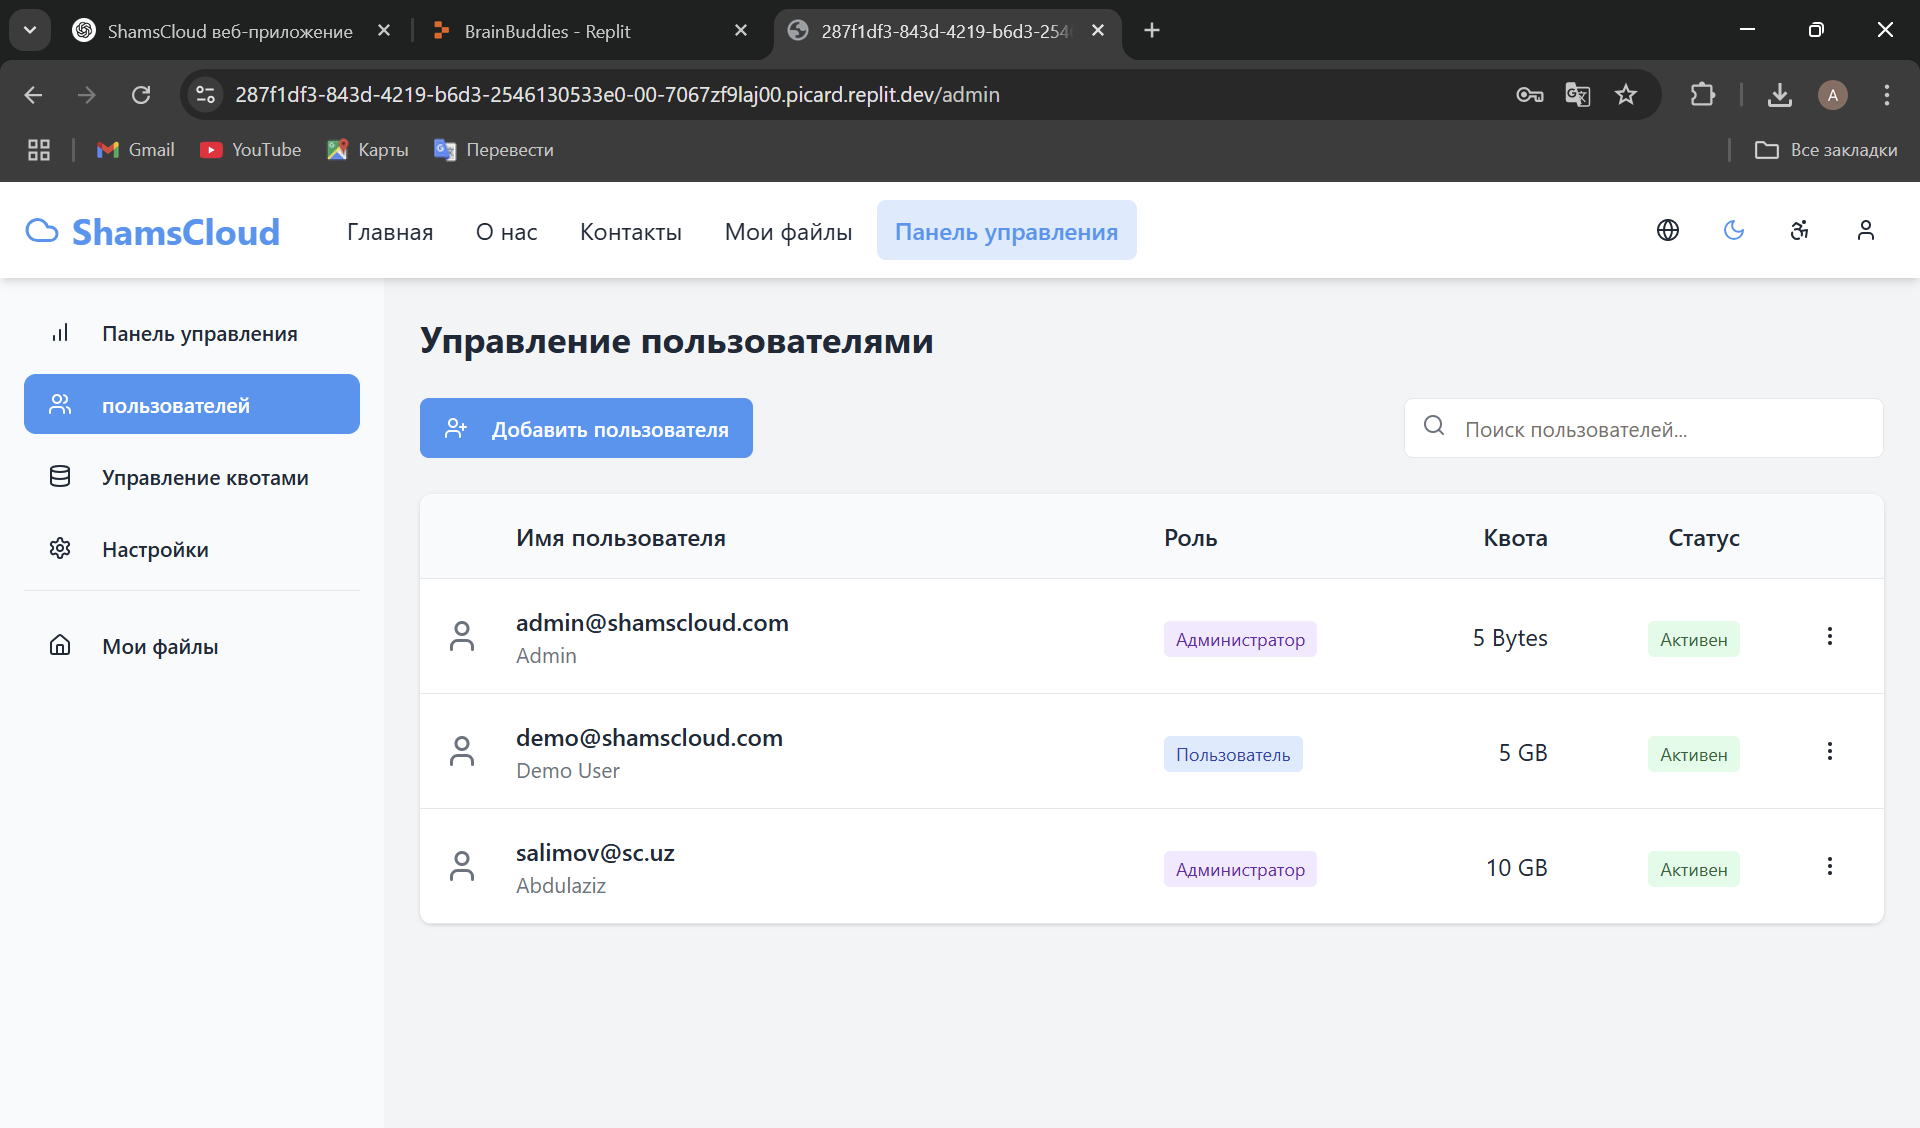 ShamsCloud веб-приложение
BrainBuddies - Replit
287f1df3-843d-4219-b6d3-254
287f1df3-843d-4219-b6d3-2546130533e0-00-7067zf9laj00.picard.replit.dev/admin
A
Gmail
YouTube
Карты
Перевести
Все закладки
ShamsCloud
Главная
О нас
Контакты
Мои файлы
Панель управления
Панель управления
пользователей
Управление квотами
Настройки
Мои файлы
Управление пользователями
Добавить пользователя
Поиск пользователей...
Имя пользователя Роль Квота Статус
admin@shamscloud.com
Admin
Администратор
5 Bytes
Активен
demo@shamscloud.com
Demo User
Пользователь
5 GB
Активен
salimov@sc.uz
Abdulaziz
Администратор
10 GB
Активен